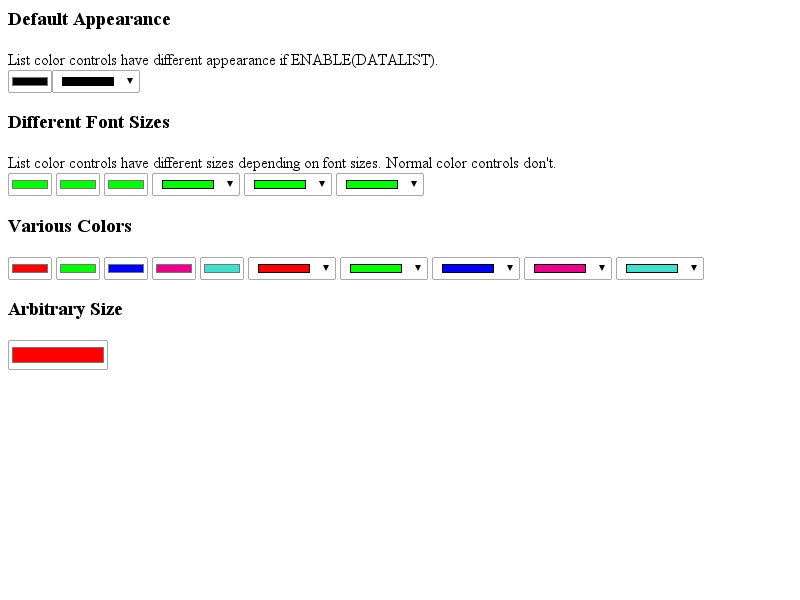 Default Appearance
List color controls have different appearance if ENABLE(DATALIST).
Different Font Sizes
List color controls have different sizes depending on font sizes. Normal color controls don't.
Various Colors
Arbitrary Size